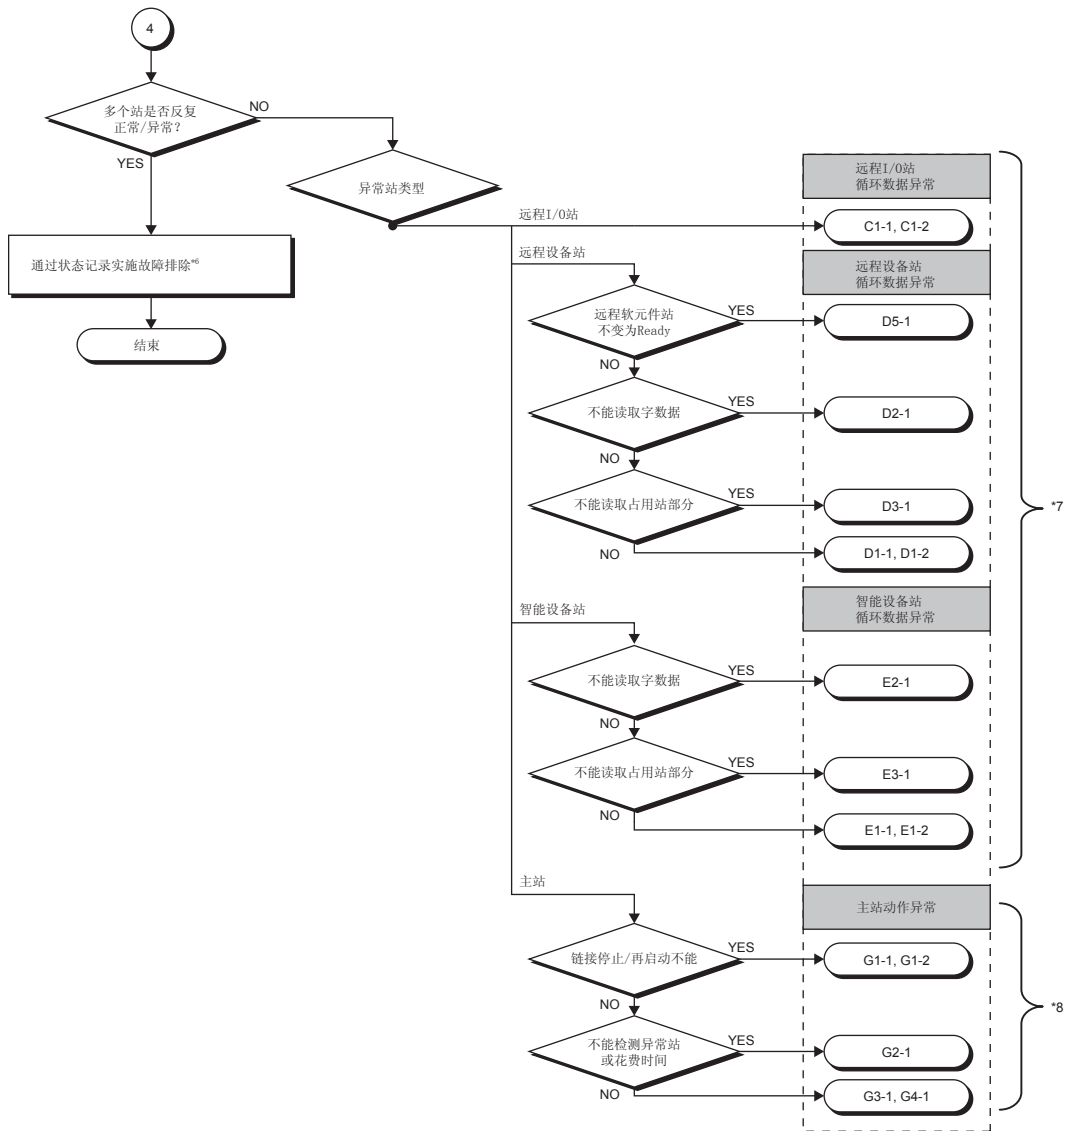 4
多个站是否反复
正常/异常？
NO
YES
异常站类型
通过状态记录实施故障排除*6
结束
远程I/O站
远程I/O站
循环数据异常
C1-1, C1-2
远程设备站
远程设备站
循环数据异常
远程软元件站
不变为Ready
YES
D5-1
NO
不能读取字数据
YES
D2-1
NO
不能读取占用站部分
YES
D3-1
NO
D1-1, D1-2
*7
智能设备站
智能设备站
循环数据异常
不能读取字数据
YES
E2-1
NO
不能读取占用站部分
YES
E3-1
NO
E1-1, E1-2
主站
主站动作异常
链接停止/再启动不能
YES
G1-1, G1-2
NO
*8
不能检测异常站
或花费时间
YES
G2-1
NO
G3-1, G4-1